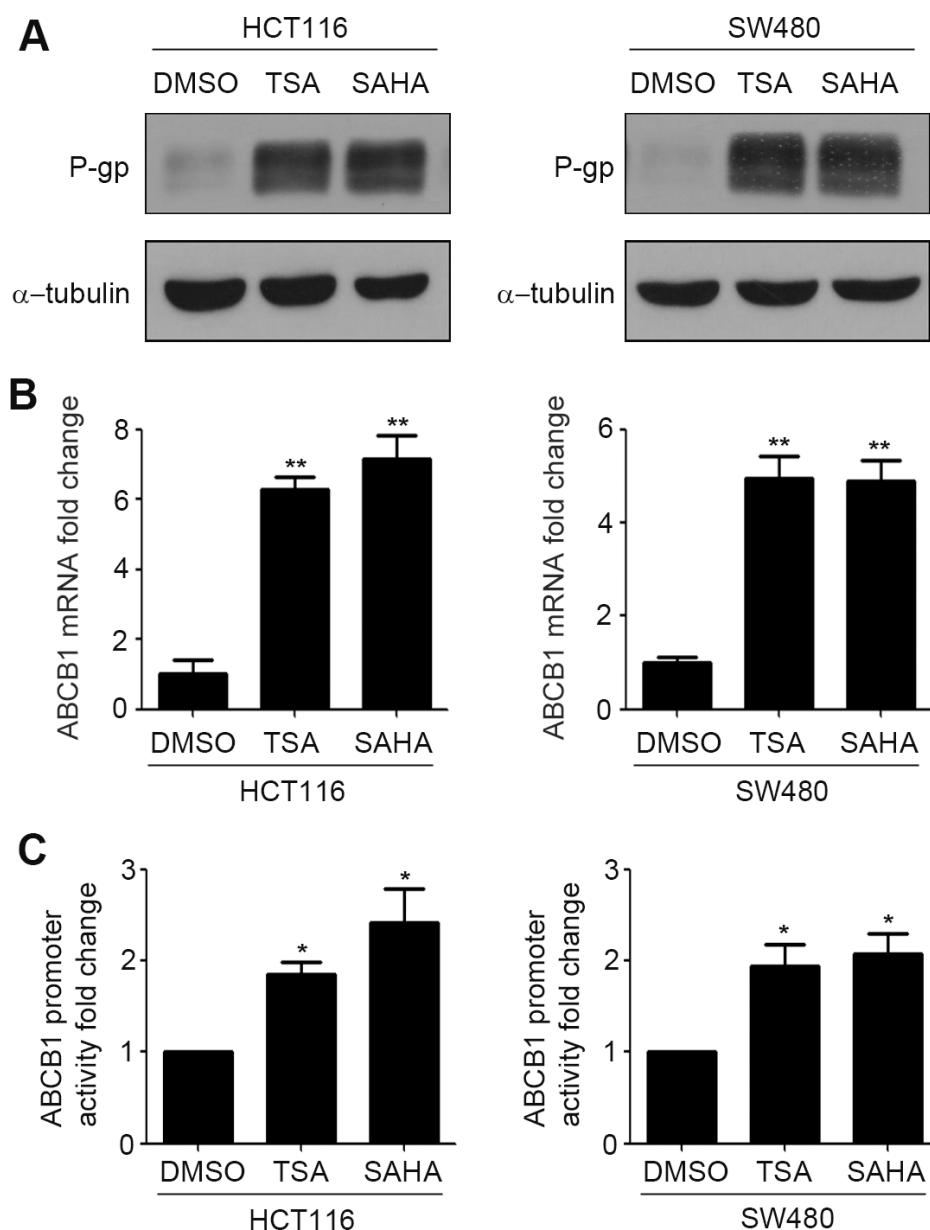 A
HCT116
SW480
DMSO TSA SAHA
DMSO TSA SAHA
P-gp
P-gp
α–tubulin
α–tubulin
B
ABCB1 mRNA fold change
8
6
4
2
0
**
**
DMSO TSA SAHA
HCT116
ABCB1 mRNA fold change
6
4
2
0
**
**
DMSO TSA SAHA
SW480
C
ABCB1 promoter
activity fold change
3
2
1
0
*
*
DMSO TSA SAHA
HCT116
ABCB1 promoter
activity fold change
3
2
1
0
*
*
DMSO TSA SAHA
SW480